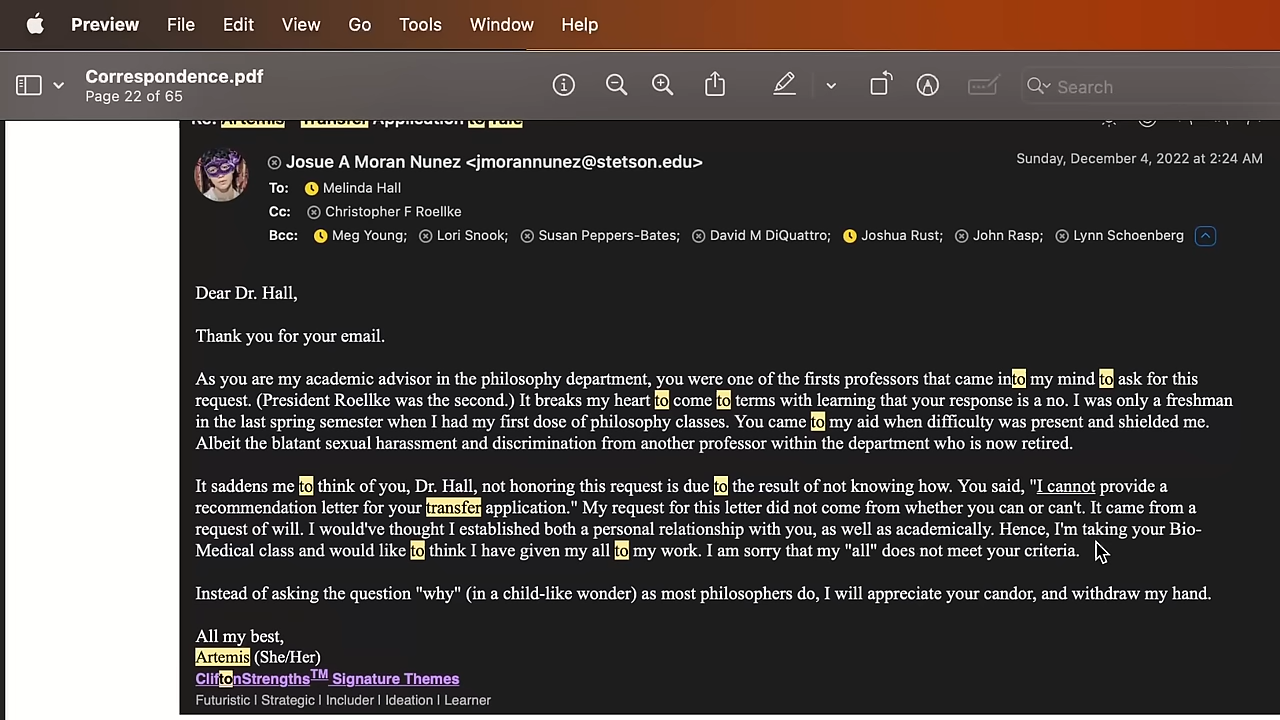 Preview File Edit View Go Tools Window Help
Correspondence.pdf
Page 22 of 65
Search
Re: Artemis Transfer Application to Yale
Josue A Moran Nunez <jmorannunez@stetson.edu>
Sunday, December 4, 2022 at 2:24 AM
To: Melinda Hall
Cc: Christopher F Roellke
Bcc: Meg Young; Lori Snook; Susan Peppers-Bates; David M DiQuattro; Joshua Rust; John Rasp; Lynn Schoenberg
Dear Dr. Hall,
Thank you for your email.
As you are my academic advisor in the philosophy department, you were one of the firsts professors that came into my mind to ask for this
request. (President Roellke was the second.) It breaks my heart to come to terms with learning that your response is a no. I was only a freshman
in the last spring semester when I had my first dose of philosophy classes. You came to my aid when difficulty was present and shielded me.
Albeit the blatant sexual harassment and discrimination from another professor within the department who is now retired.
It saddens me to think of you, Dr. Hall, not honoring this request is due to the result of not knowing how. You said, "I cannot provide a
recommendation letter for your transfer application." My request for this letter did not come from whether you can or can't. It came from a
request of will. I would've thought I established both a personal relationship with you, as well as academically. Hence, I'm taking your Bio-
Medical class and would like to think I have given my all to my work. I am sorry that my "all" does not meet your criteria.
Instead of asking the question "why" (in a child-like wonder) as most philosophers do, I will appreciate your candor, and withdraw my hand.
All my best,
Artemis (She/Her)
CliftonStrengths™ Signature Themes
Futuristic I Strategic I Includer I Ideation I Learner